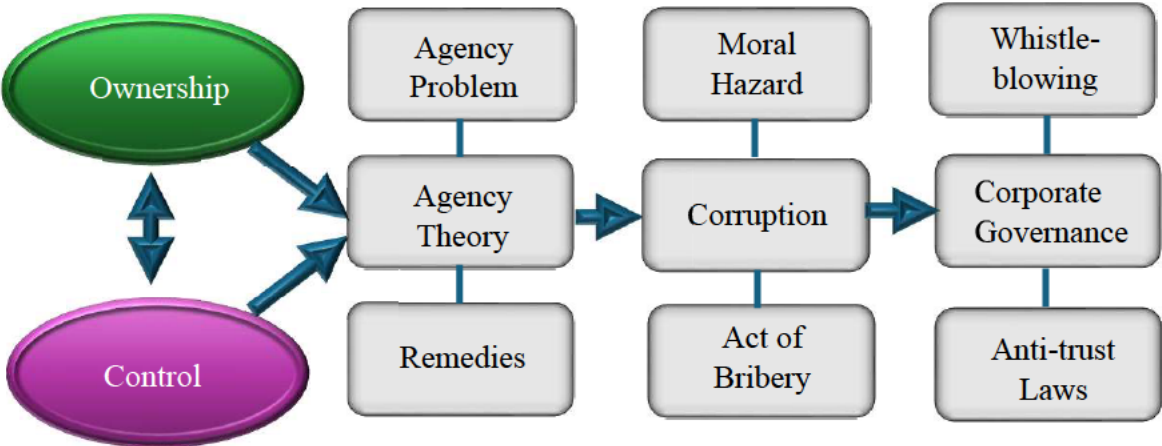 Ownership
Control
Agency
Problem
Agency
Theory
Remedies
Moral
Hazard
Corruption
Act of
Bribery
Whistle-
blowing
Corporate
Governance
Anti-trust
Laws